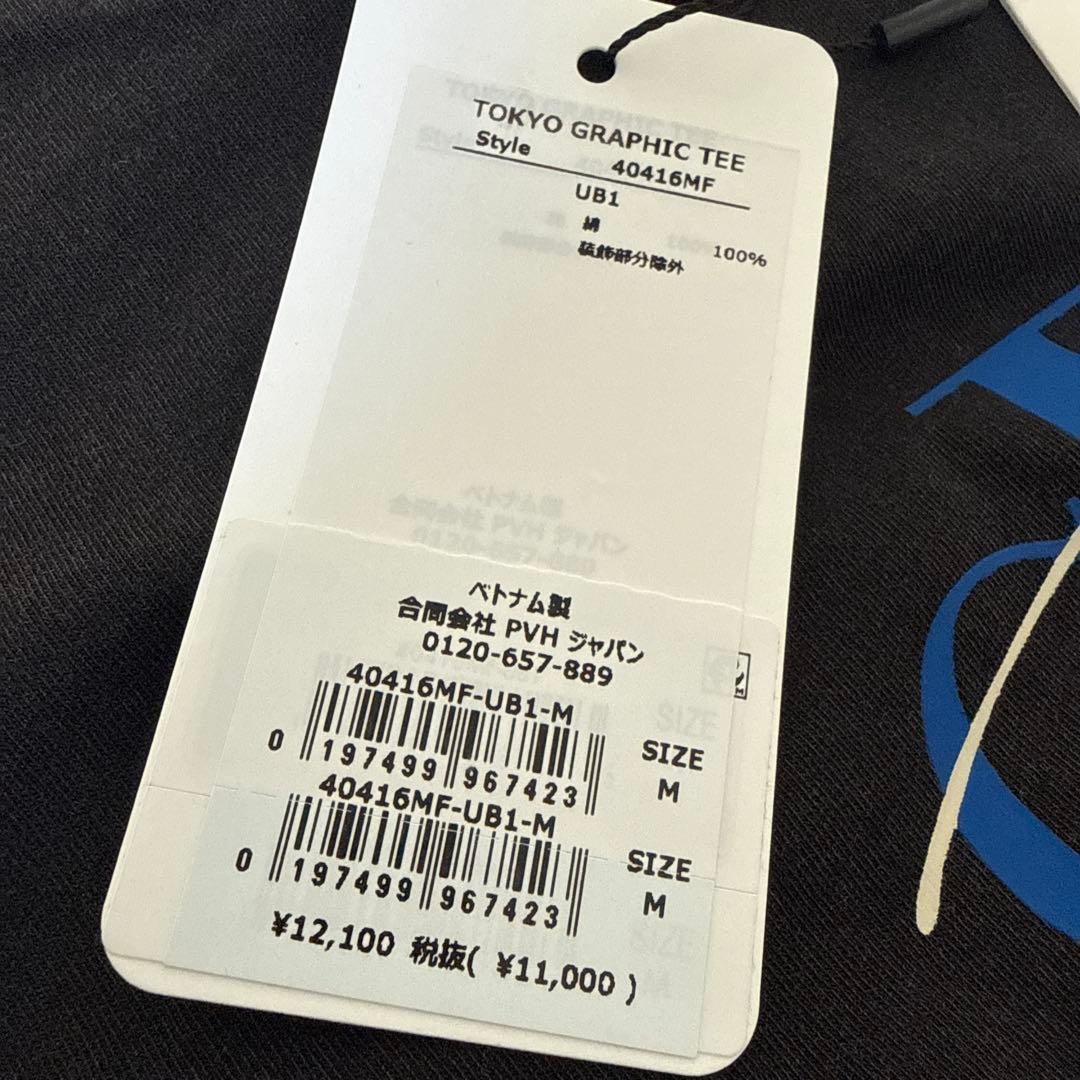 TOKYO GRAPHIC TEE
Style 40416MF
UB1
綿 100%
装飾部分除外
ベトナム製
合同会社 PVH ジャパン
0120-657-889
40416MF-UB1-M
0 197499 967423
SIZE
M
40416MF-UB1-M
0 197499 967423
SIZE
M
¥12,100 税抜( ¥11,000 )